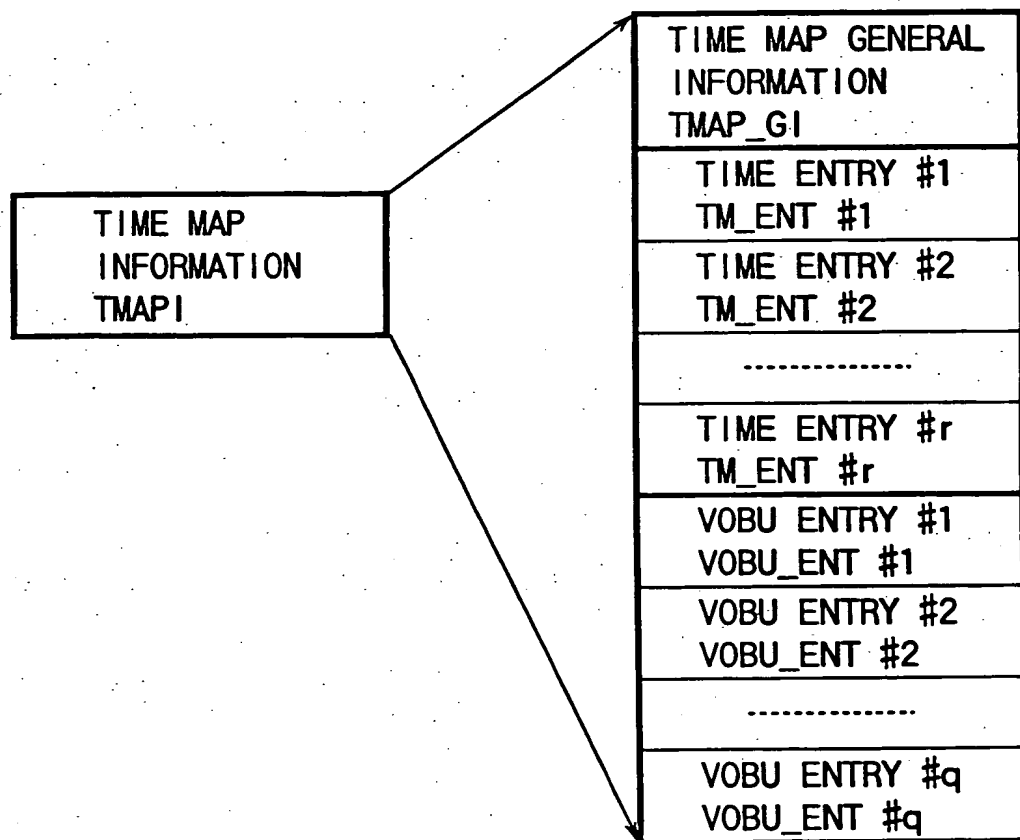 TIME MAP
INFORMATION
TMAPI
TIME MAP GENERAL
INFORMATION
TMAP_GI
TIME ENTRY #1
TM_ENT #1
TIME ENTRY #2
TM_ENT #2
---------------
TIME ENTRY #r
TM_ENT #r
VOBU ENTRY #1
VOBU_ENT #1
VOBU ENTRY #2
VOBU_ENT #2
---------------
VOBU ENTRY #q
VOBU_ENT #q